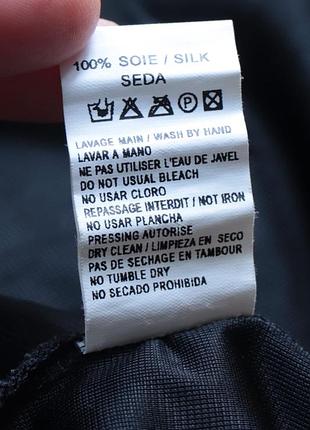 100% SOIE / SILK
SEDA
P
LAVAGE MAIN / WASH BY HAND
LAVAR A MANO
NE PAS UTILISER L'EAU DE JAVEL
DO NOT USUAL BLEACH
NO USAR CLORO
REPASSAGE INTERDIT / NOT IRON
NO USAR PLANCHA
PRESSING AUTORISE
DRY CLEAN / LIMPIEZA EN SECO
PAS DE SECHAGE EN TAMBOUR
NO TUMBLE DRY
NO SECADO PROHIBIDA